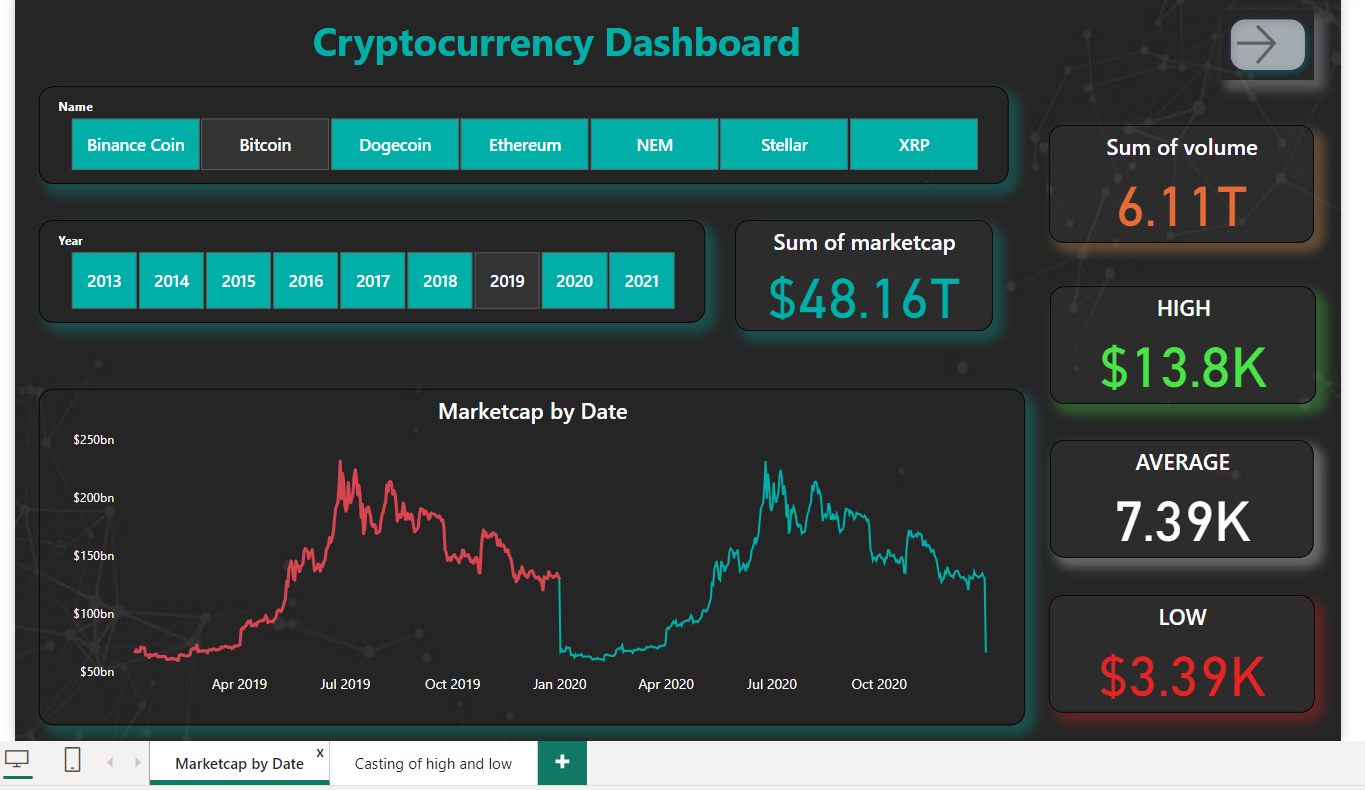 Cryptocurrency Dashboard
Name
Binance Coin Bitcoin Dogecoin Ethereum NEM Stellar XRP
Year
2013 2014 2015 2016 2017 2018 2019 2020 2021
Sum of marketcap
$48.16T
Sum of volume
6.11T
HIGH
$13.8K
AVERAGE
7.39K
LOW
$3.39K
Marketcap by Date
$250bn
$200bn
$150bn
$100bn
$50bn
Apr 2019 Jul 2019 Oct 2019 Jan 2020 Apr 2020 Jul 2020 Oct 2020
Marketcap by Date x Casting of high and low +